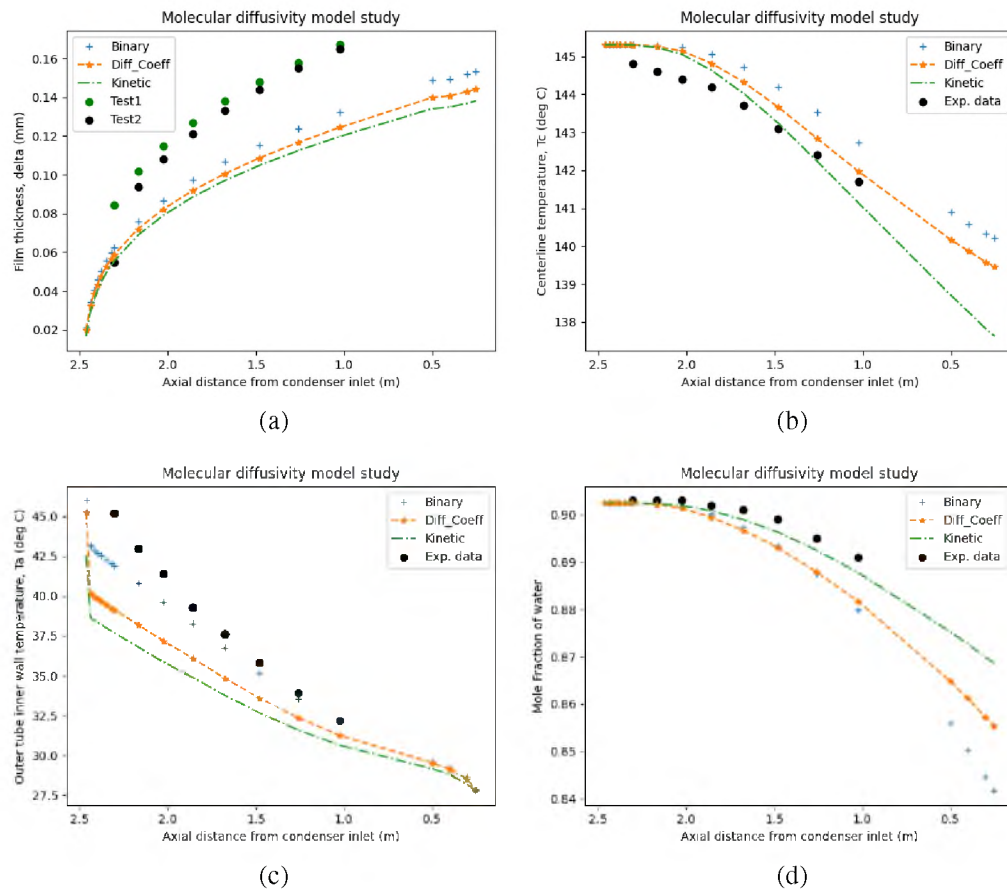 Molecular diffusivity model study
Binary
Diff_Coeff
Kinetic
Test1
Test2
0.16
0.14
0.12
0.10
0.08
0.06
0.04
0.02
Film thickness, delta (mm)
2.5 2.0 1.5 1.0 0.5
Axial distance from condenser inlet (m)
(a)
Molecular diffusivity model study
Binary
Diff_Coeff
Kinetic
Exp. data
145
144
143
142
141
140
139
138
Centerline temperature, Tc (deg C)
2.5 2.0 1.5 1.0 0.5
Axial distance from condenser inlet (m)
(b)
Molecular diffusivity model study
Binary
Diff_Coeff
Kinetic
Exp. data
45.0
42.5
40.0
37.5
35.0
32.5
30.0
27.5
Outer tube inner wall temperature, Ta (deg C)
2.5 2.0 1.5 1.0 0.5
Axial distance from condenser inlet (m)
(c)
Molecular diffusivity model study
Binary
Diff_Coeff
Kinetic
Exp. data
0.90
0.89
0.88
0.87
0.86
0.85
0.84
Mole Fraction of water
2.5 2.0 1.5 1.0 0.5
Axial distance from condenser inlet (m)
(d)